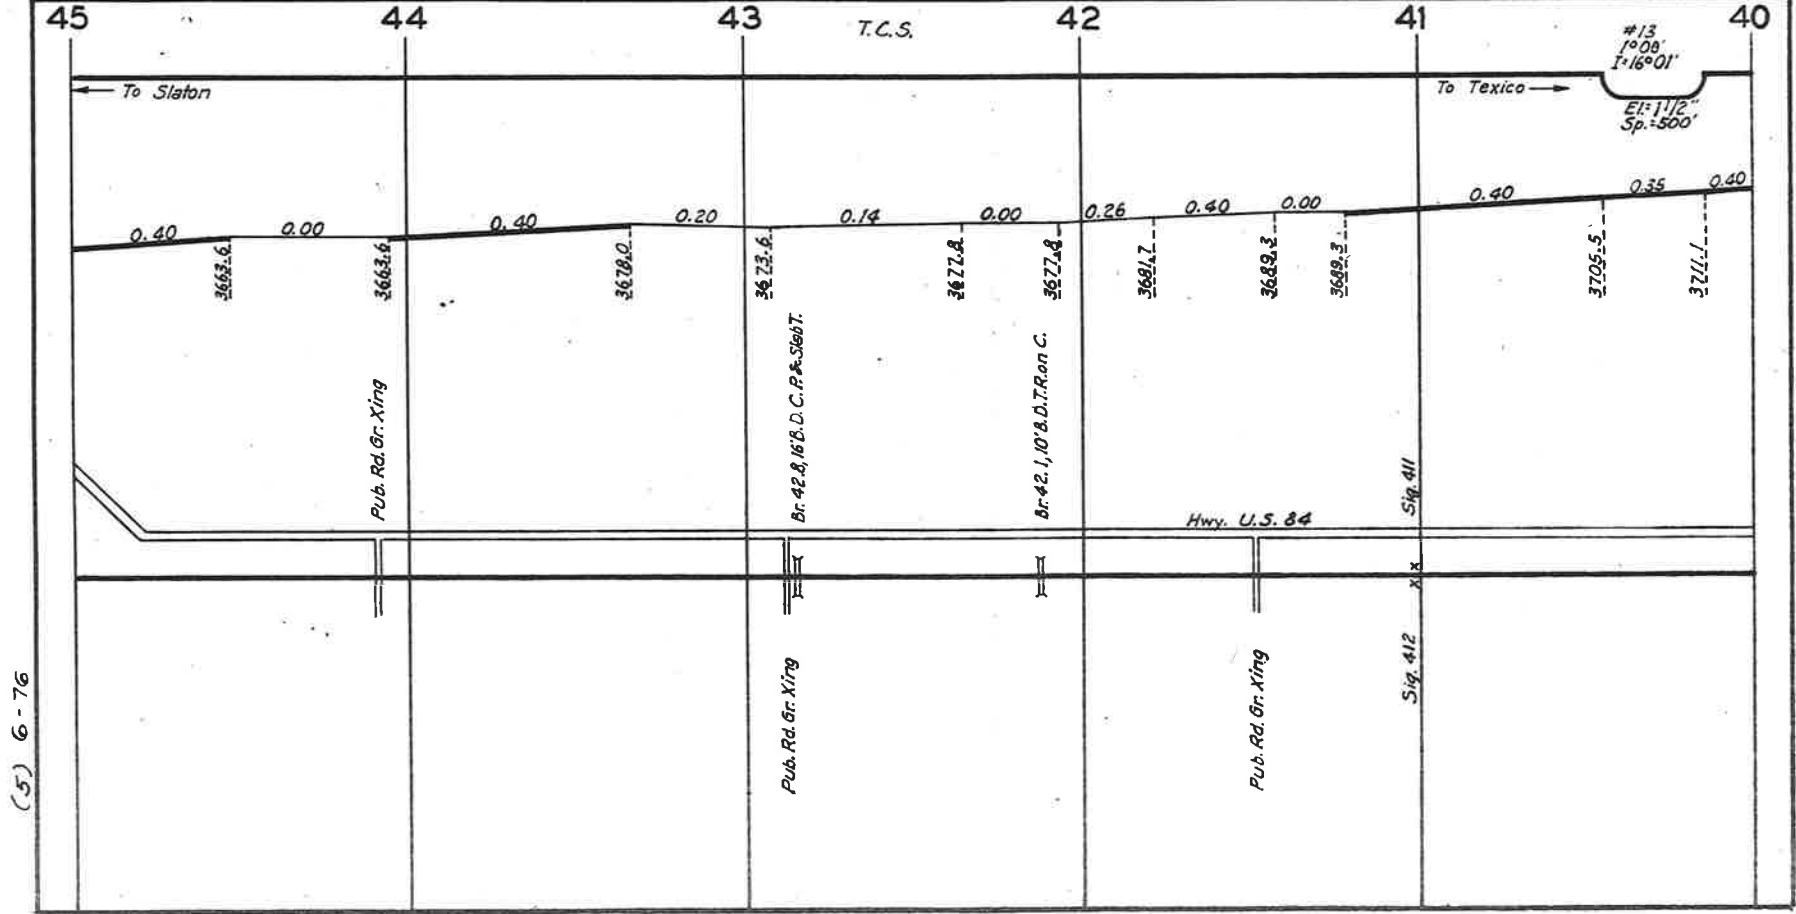 45 44 43 T.C.S. 42 41 40
#13
1°08'
I=16°01'
To Slaton
To Texico
El.=1 1/2"
Sp.=500'
0.40 0.00 0.40 0.20 0.14 0.00 0.26 0.40 0.00 0.40 0.35 0.40
3663.6
3663.6
3678.0
3673.6
3677.8
3677.8
3681.7
3689.3
3689.3
3705.5
3711.1
Pub. Rd. Gr. Xing
Br. 42.8, 16' B.D. C.P. & Slab T.
Br. 42.1, 10' B.D.T.R. on C.
Sig. 411
Hwy. U.S. 84
x x
Pub. Rd. Gr. Xing
Pub. Rd. Gr. Xing
Sig. 412
(5) 6-76